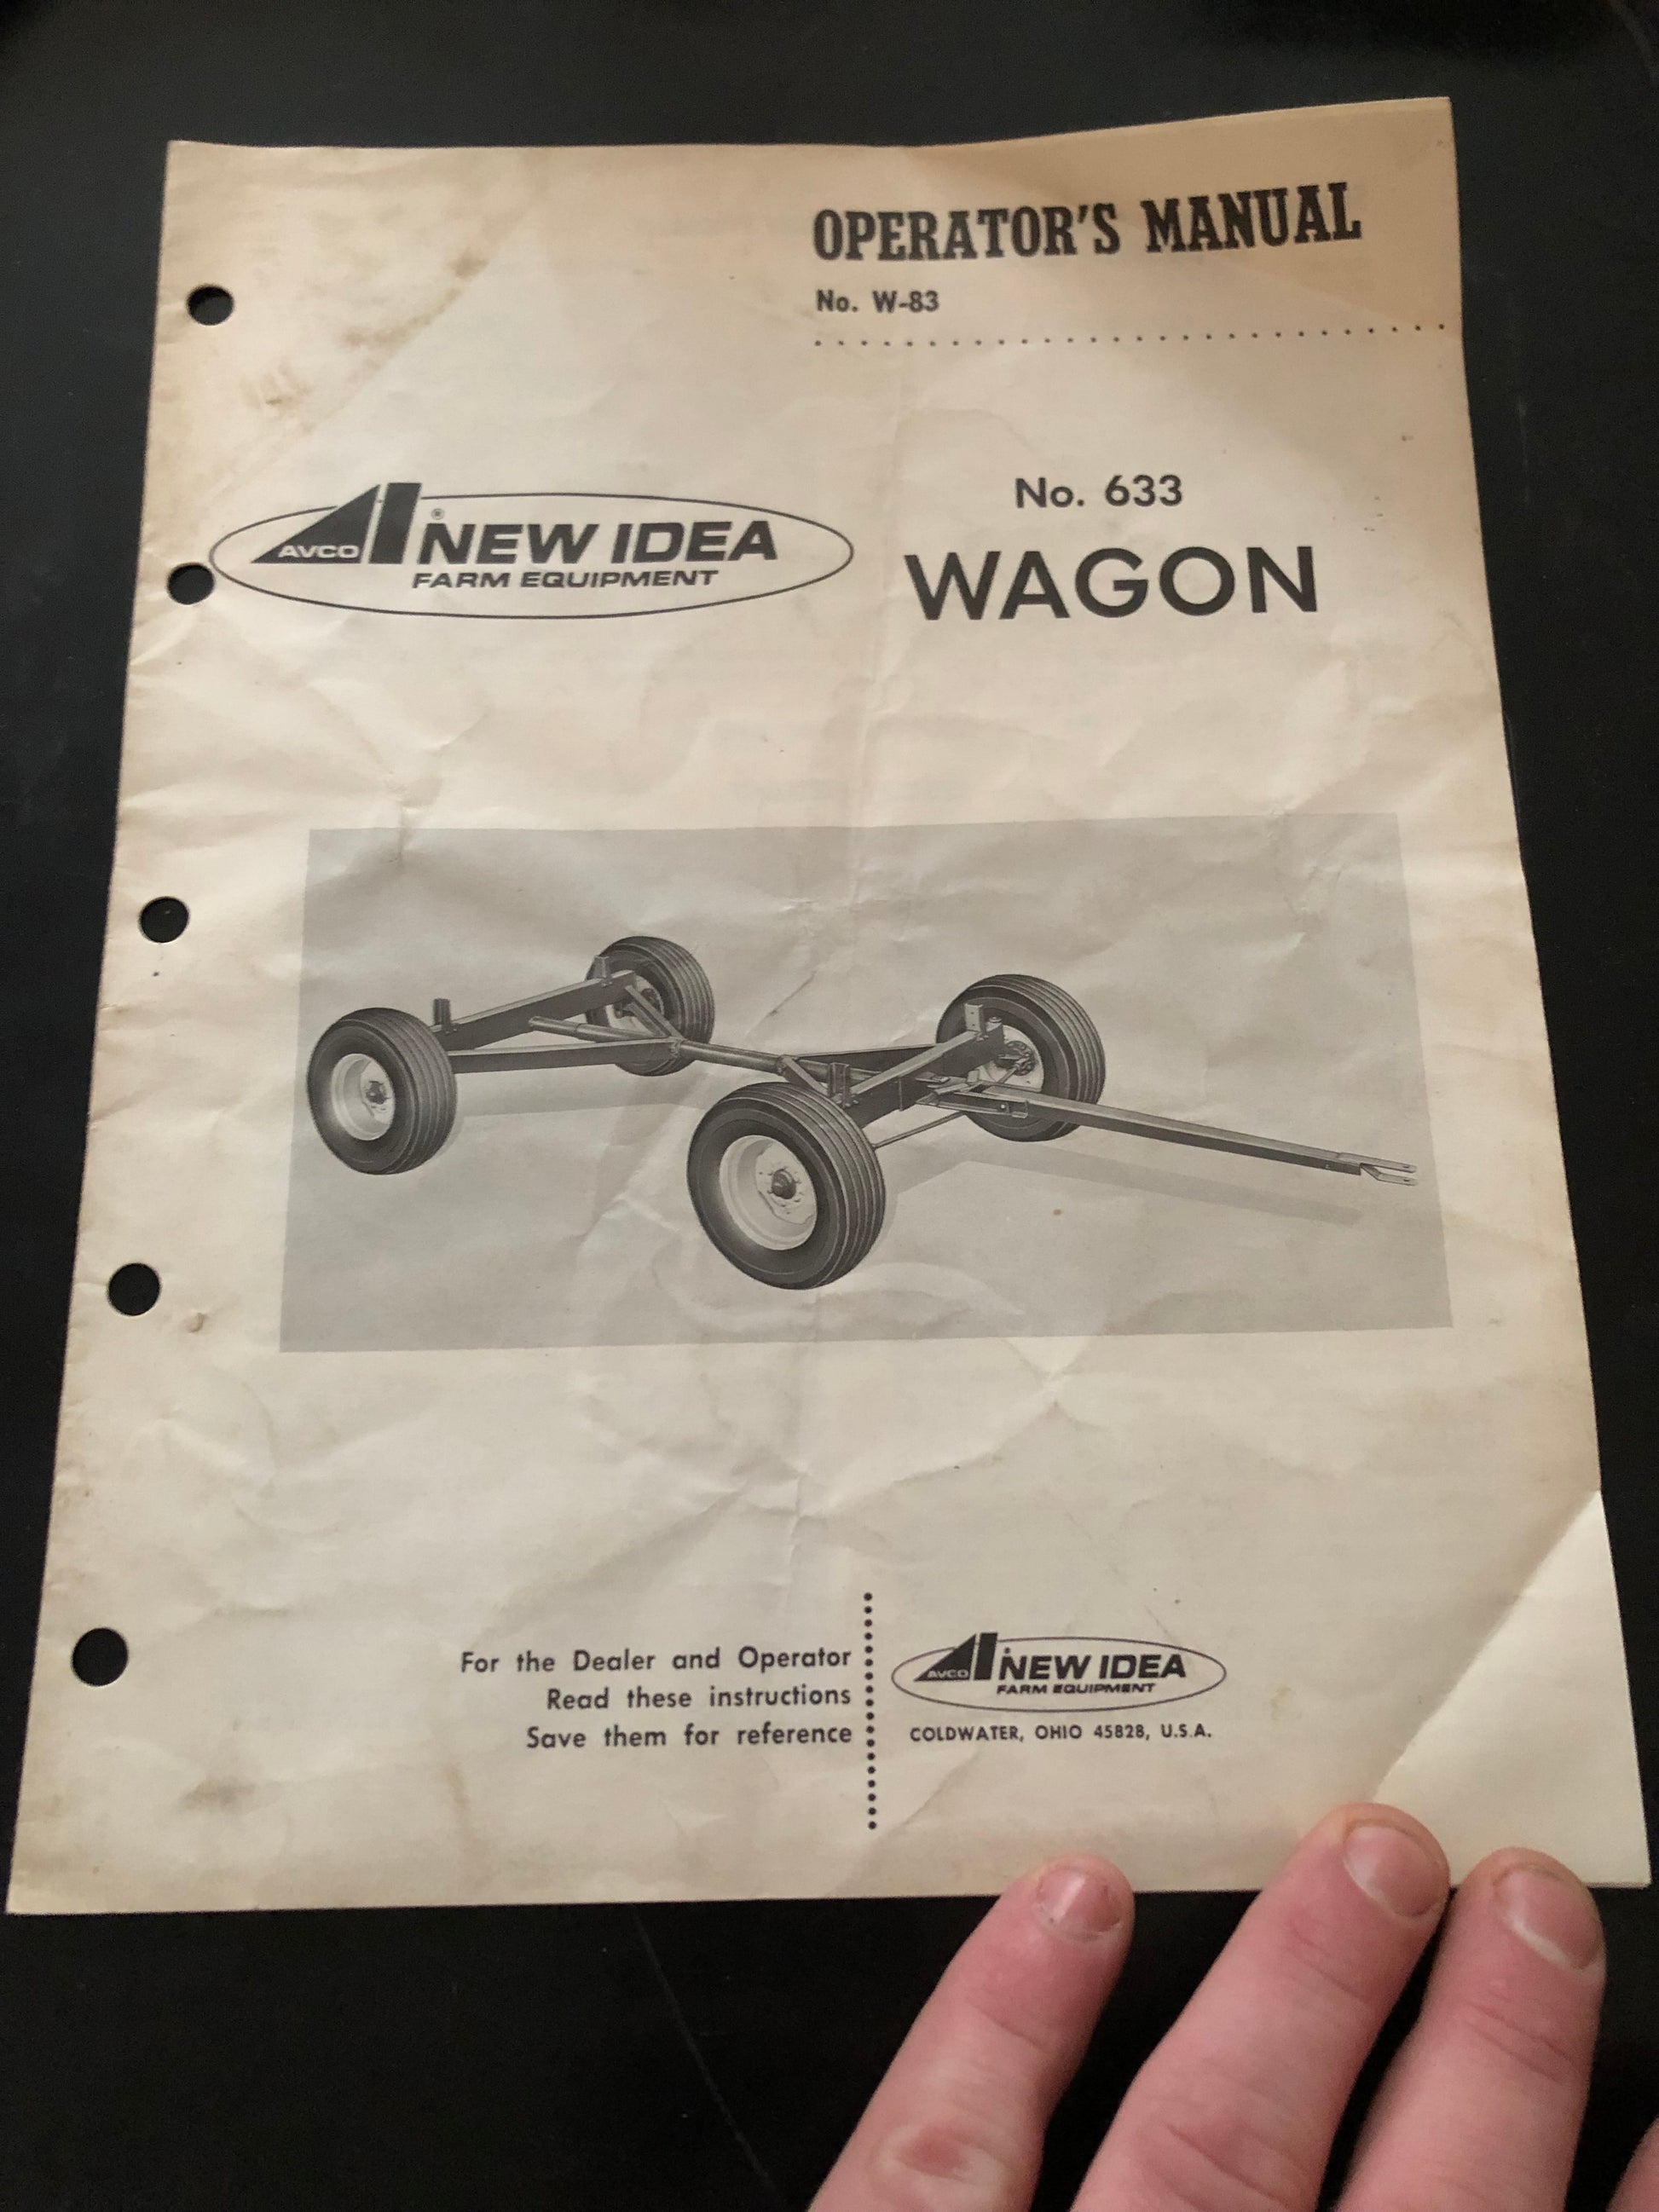 OPERATOR'S MANUAL
No. W-83
AVCO ® NEW IDEA
FARM EQUIPMENT
No. 633
WAGON
For the Dealer and Operator
Read these instructions
Save them for reference
AVCO NEW IDEA
FARM EQUIPMENT
COLDWATER, OHIO 45828, U.S.A.